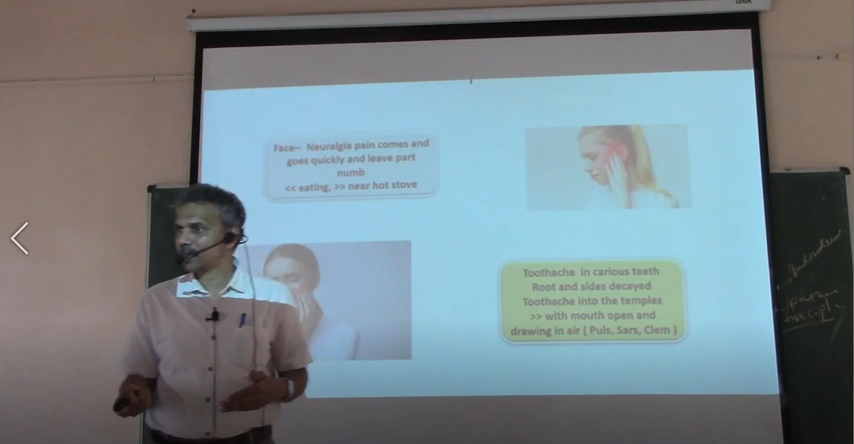 Face-- Neuralgia pain comes and
goes quickly and leave part
numb
<< eating, >> near hot stove
Toothache in carious teeth
Root and sides decayed
Toothache into the temples
>> with mouth open and
drawing in air ( Puls, Sars, Clem )